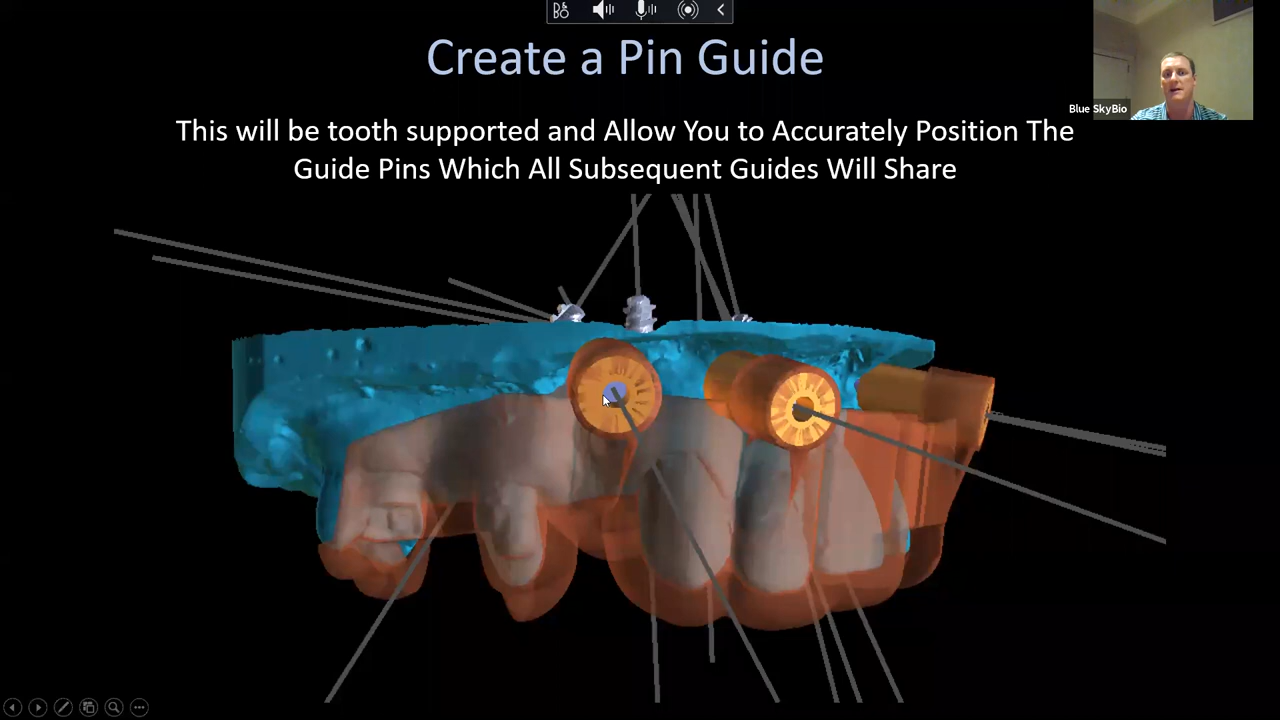 Create a Pin Guide
Blue SkyBio
This will be tooth supported and Allow You to Accurately Position The
Guide Pins Which All Subsequent Guides Will Share